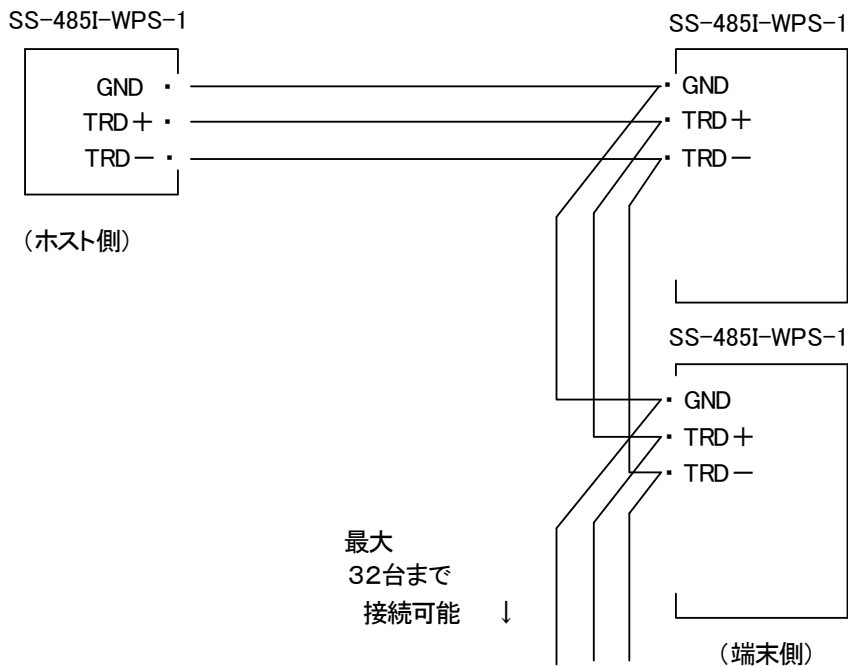 SS-485I-WPS-1
GND
TRD+
TRD-
(ホスト側)
SS-485I-WPS-1
GND
TRD+
TRD-
SS-485I-WPS-1
GND
TRD+
TRD-
最大
32台まで
接続可能 ↓
(端末側)